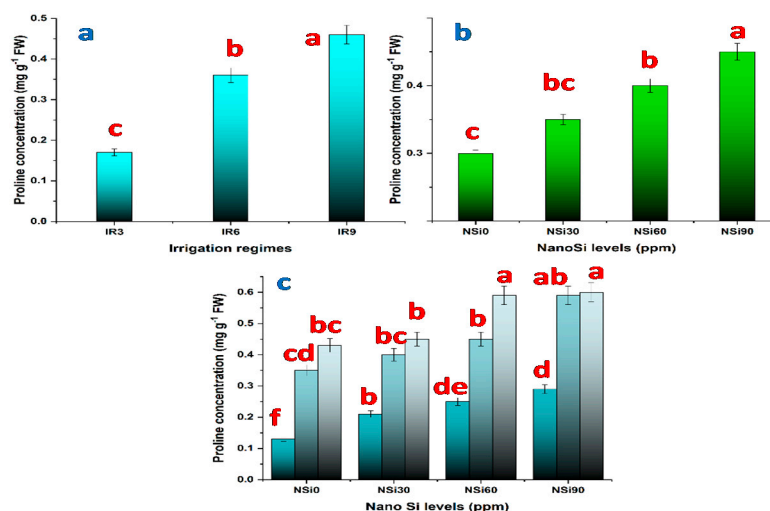 a
Proline concentration (mg g-1 FW)
0.5
0.4
0.3
0.2
0.1
0.0
c
b
a
IR3 IR6 IR9
Irrigation regimes
b
Proline concentration (mg g-1 FW)
0.4
0.3
c
bc
b
a
NSi0 NSi30 NSi60 NSi90
NanoSi levels (ppm)
c
Proline concentration (mg g-1 FW)
0.6
0.5
0.4
0.3
0.2
0.1
0.0
f cd bc
b bc b
de b a
d ab a
NSi0 NSi30 NSi60 NSi90
Nano Si levels (ppm)